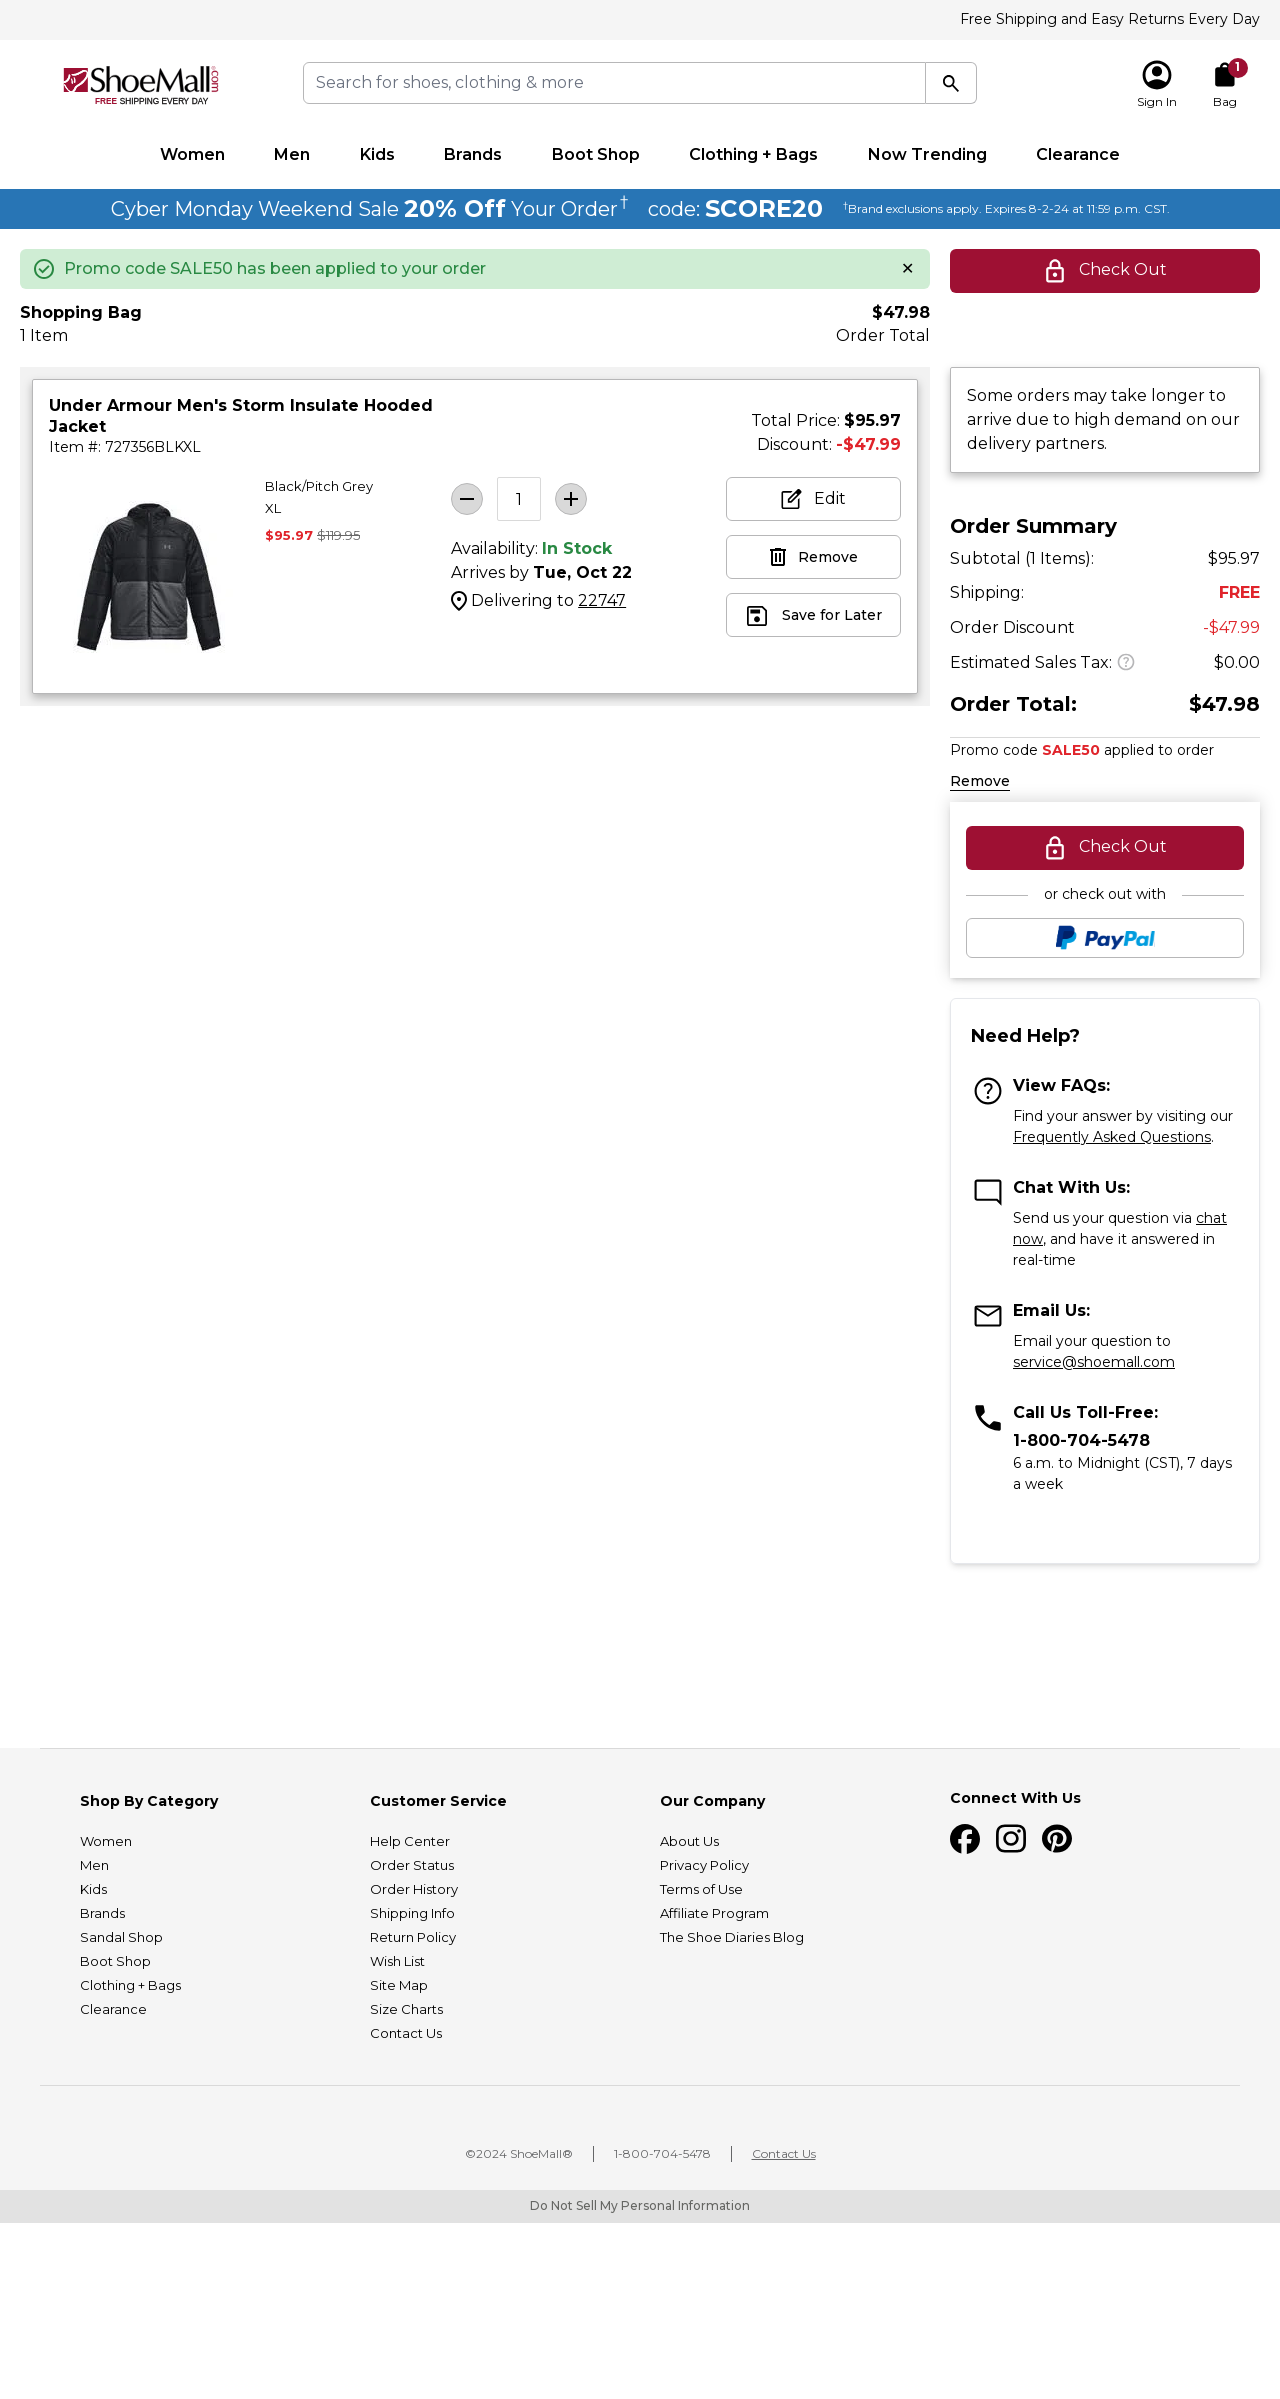 Free Shipping and Easy Returns Every Day
ShoeMall.com®
FREE SHIPPING EVERY DAY
Search for shoes, clothing & more
Sign In
1
Bag
Women Men Kids Brands Boot Shop Clothing + Bags Now Trending Clearance
Cyber Monday Weekend Sale 20% Off Your Order† code: SCORE20 †Brand exclusions apply. Expires 8-2-24 at 11:59 p.m. CST.
Promo code SALE50 has been applied to your order
Check Out
Shopping Bag $47.98
1 Item Order Total
Under Armour Men's Storm Insulate Hooded
Jacket
Item #: 727356BLKXL
Total Price: $95.97
Discount: -$47.99
Black/Pitch Grey
XL
$95.97 $119.95
1
Availability: In Stock
Arrives by Tue, Oct 22
Delivering to 22747
Edit
Remove
Save for Later
Some orders may take longer to
arrive due to high demand on our
delivery partners.
Order Summary
Subtotal (1 Items): $95.97
Shipping: FREE
Order Discount -$47.99
Estimated Sales Tax: ? $0.00
Order Total: $47.98
Promo code SALE50 applied to order
Remove
Check Out
or check out with
PayPal
Need Help?
View FAQs:
Find your answer by visiting our
Frequently Asked Questions.
Chat With Us:
Send us your question via chat
now, and have it answered in
real-time
Email Us:
Email your question to
service@shoemall.com
Call Us Toll-Free:
1-800-704-5478
6 a.m. to Midnight (CST), 7 days
a week
Shop By Category
Women
Men
Kids
Brands
Sandal Shop
Boot Shop
Clothing + Bags
Clearance
Customer Service
Help Center
Order Status
Order History
Shipping Info
Return Policy
Wish List
Site Map
Size Charts
Contact Us
Our Company
About Us
Privacy Policy
Terms of Use
Affiliate Program
The Shoe Diaries Blog
Connect With Us
©2024 ShoeMall® 1-800-704-5478 Contact Us
Do Not Sell My Personal Information